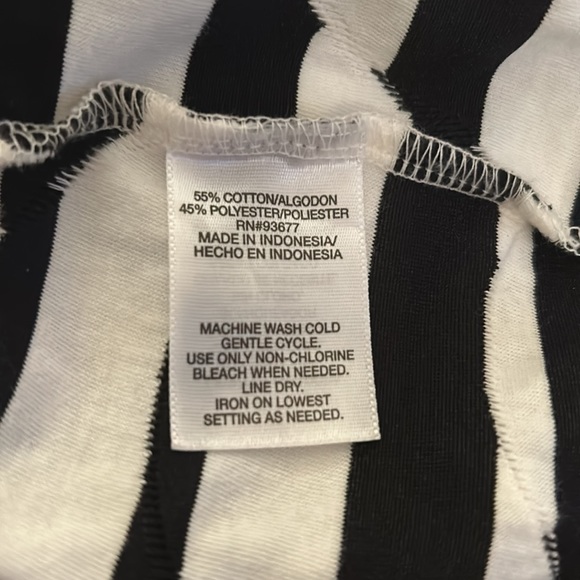 55% COTTON/ALGODON
45% POLYESTER/POLIESTER
RN#93677
MADE IN INDONESIA/
HECHO EN INDONESIA
MACHINE WASH COLD
GENTLE CYCLE.
USE ONLY NON-CHLORINE
BLEACH WHEN NEEDED.
LINE DRY.
IRON ON LOWEST
SETTING AS NEEDED.